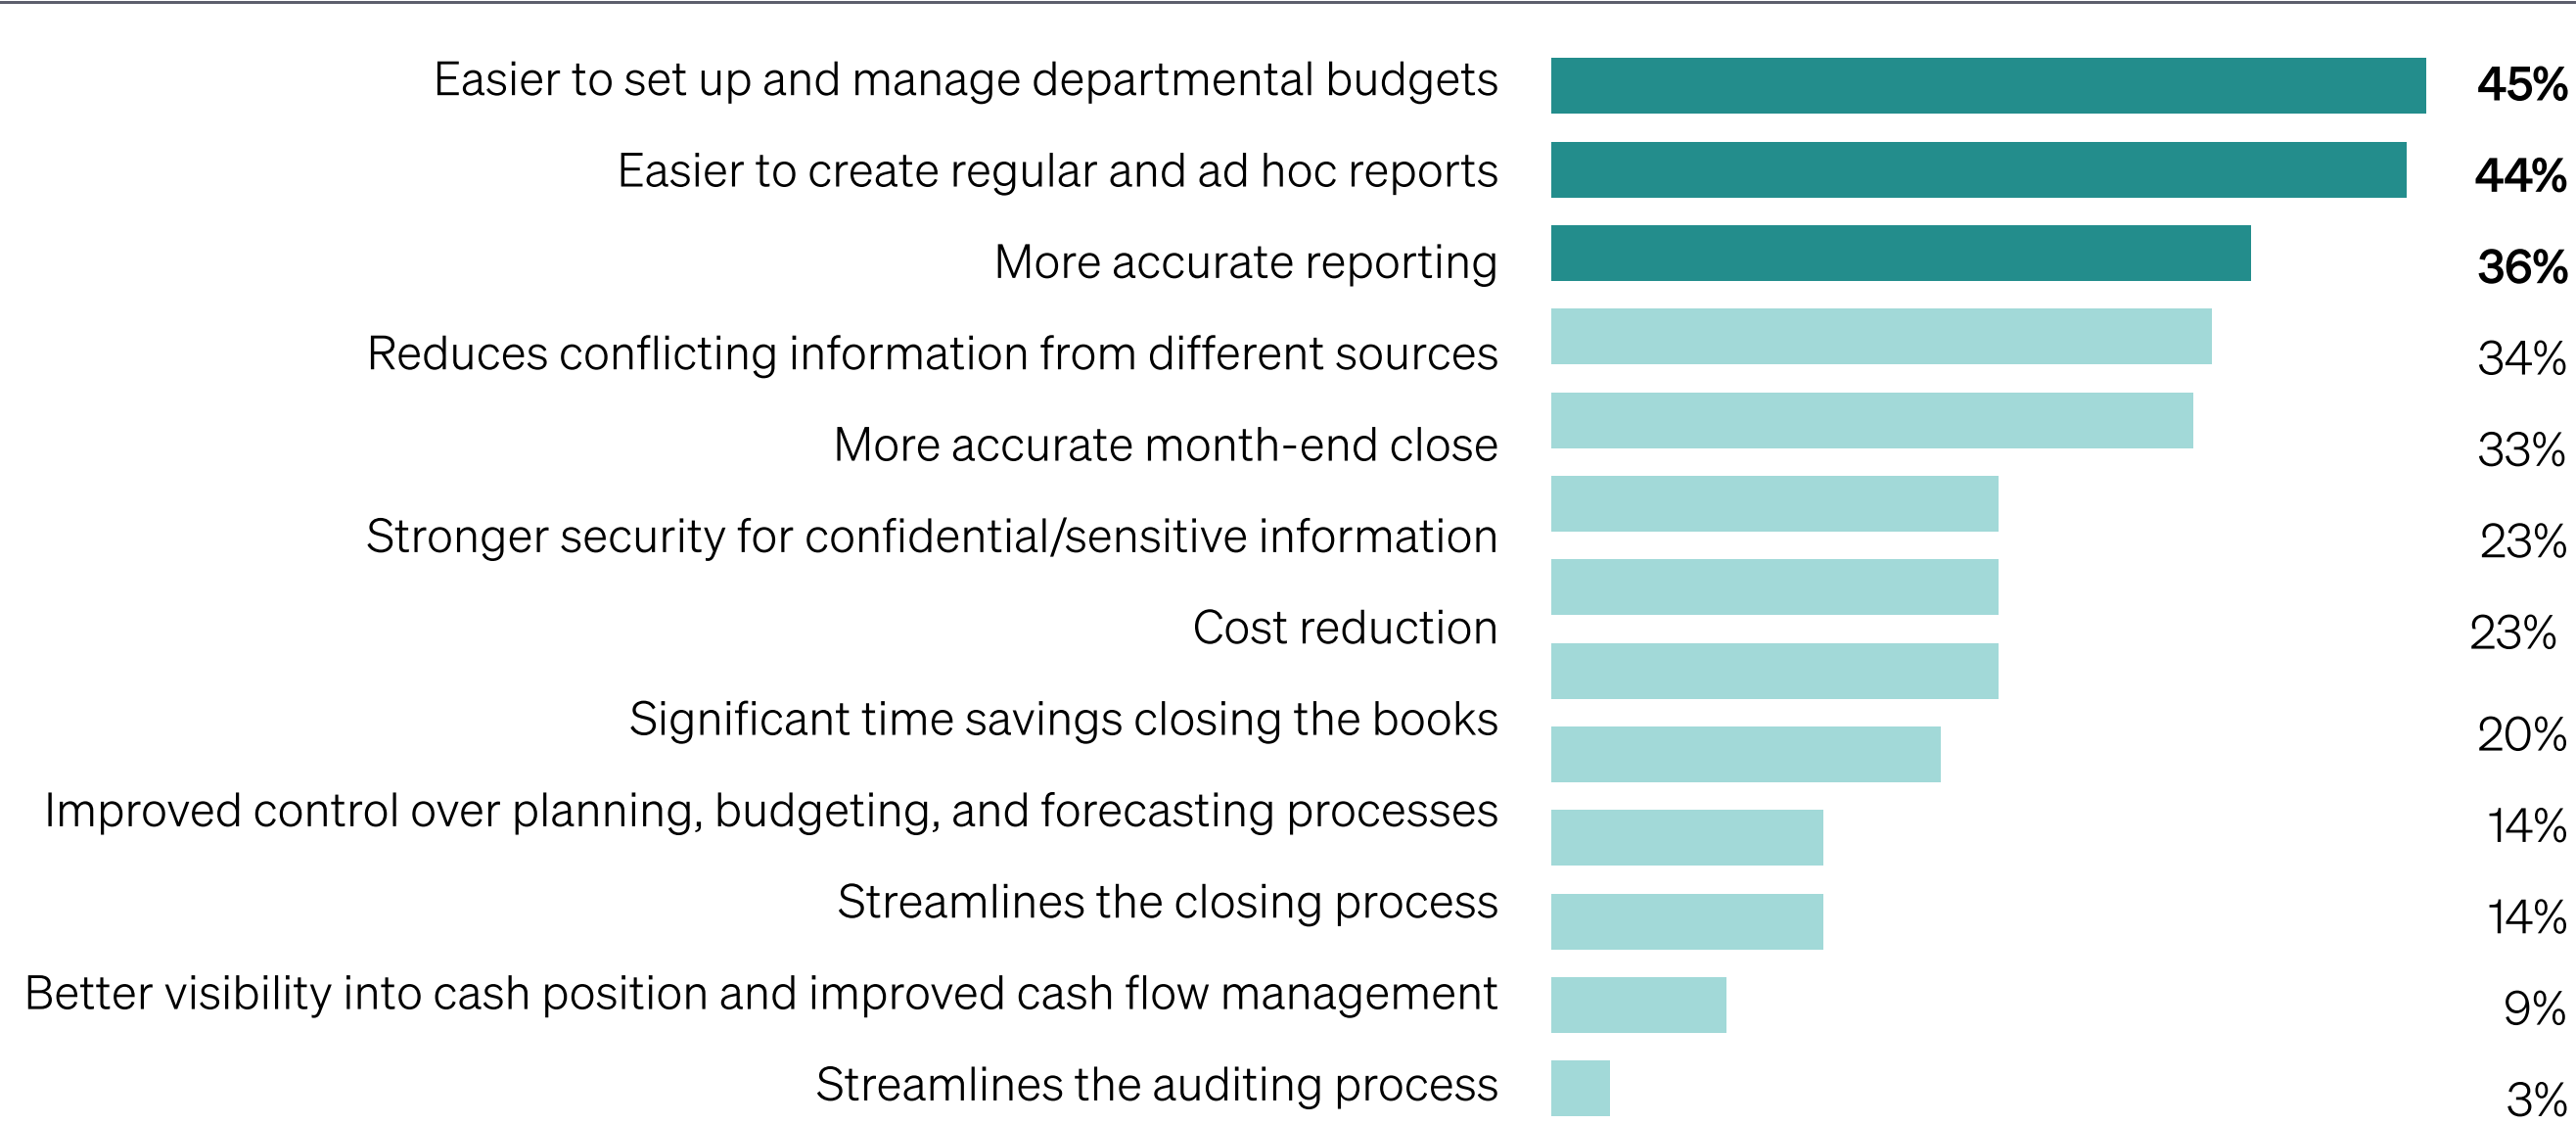 Easier to set up and manage departmental budgets 45%
Easier to create regular and ad hoc reports 44%
More accurate reporting 36%
Reduces conflicting information from different sources 34%
More accurate month-end close 33%
Stronger security for confidential/sensitive information 23%
Cost reduction 23%
Significant time savings closing the books 20%
Improved control over planning, budgeting, and forecasting processes 14%
Streamlines the closing process 14%
Better visibility into cash position and improved cash flow management 9%
Streamlines the auditing process 3%